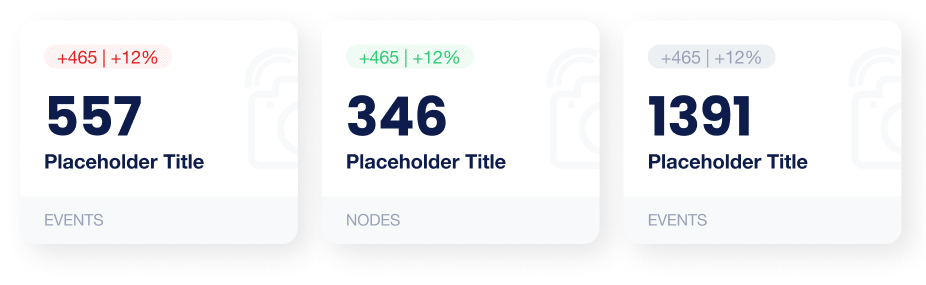 +465 | +12%
557
Placeholder Title
EVENTS
+465 | +12%
346
Placeholder Title
NODES
+465 | +12%
1391
Placeholder Title
EVENTS